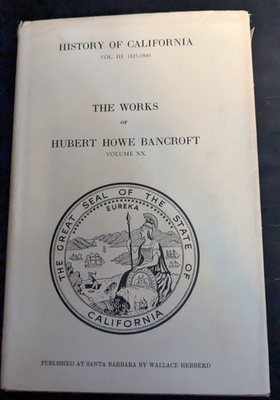 HISTORY OF CALIFORNIA
VOL. III 1825-1840
THE WORKS
OF
HUBERT HOWE BANCROFT
VOLUME XX.
THE GREAT SEAL OF THE STATE OF CALIFORNIA
EUREKA
PUBLISHED AT SANTA BARBARA BY WALLACE HEBBERD